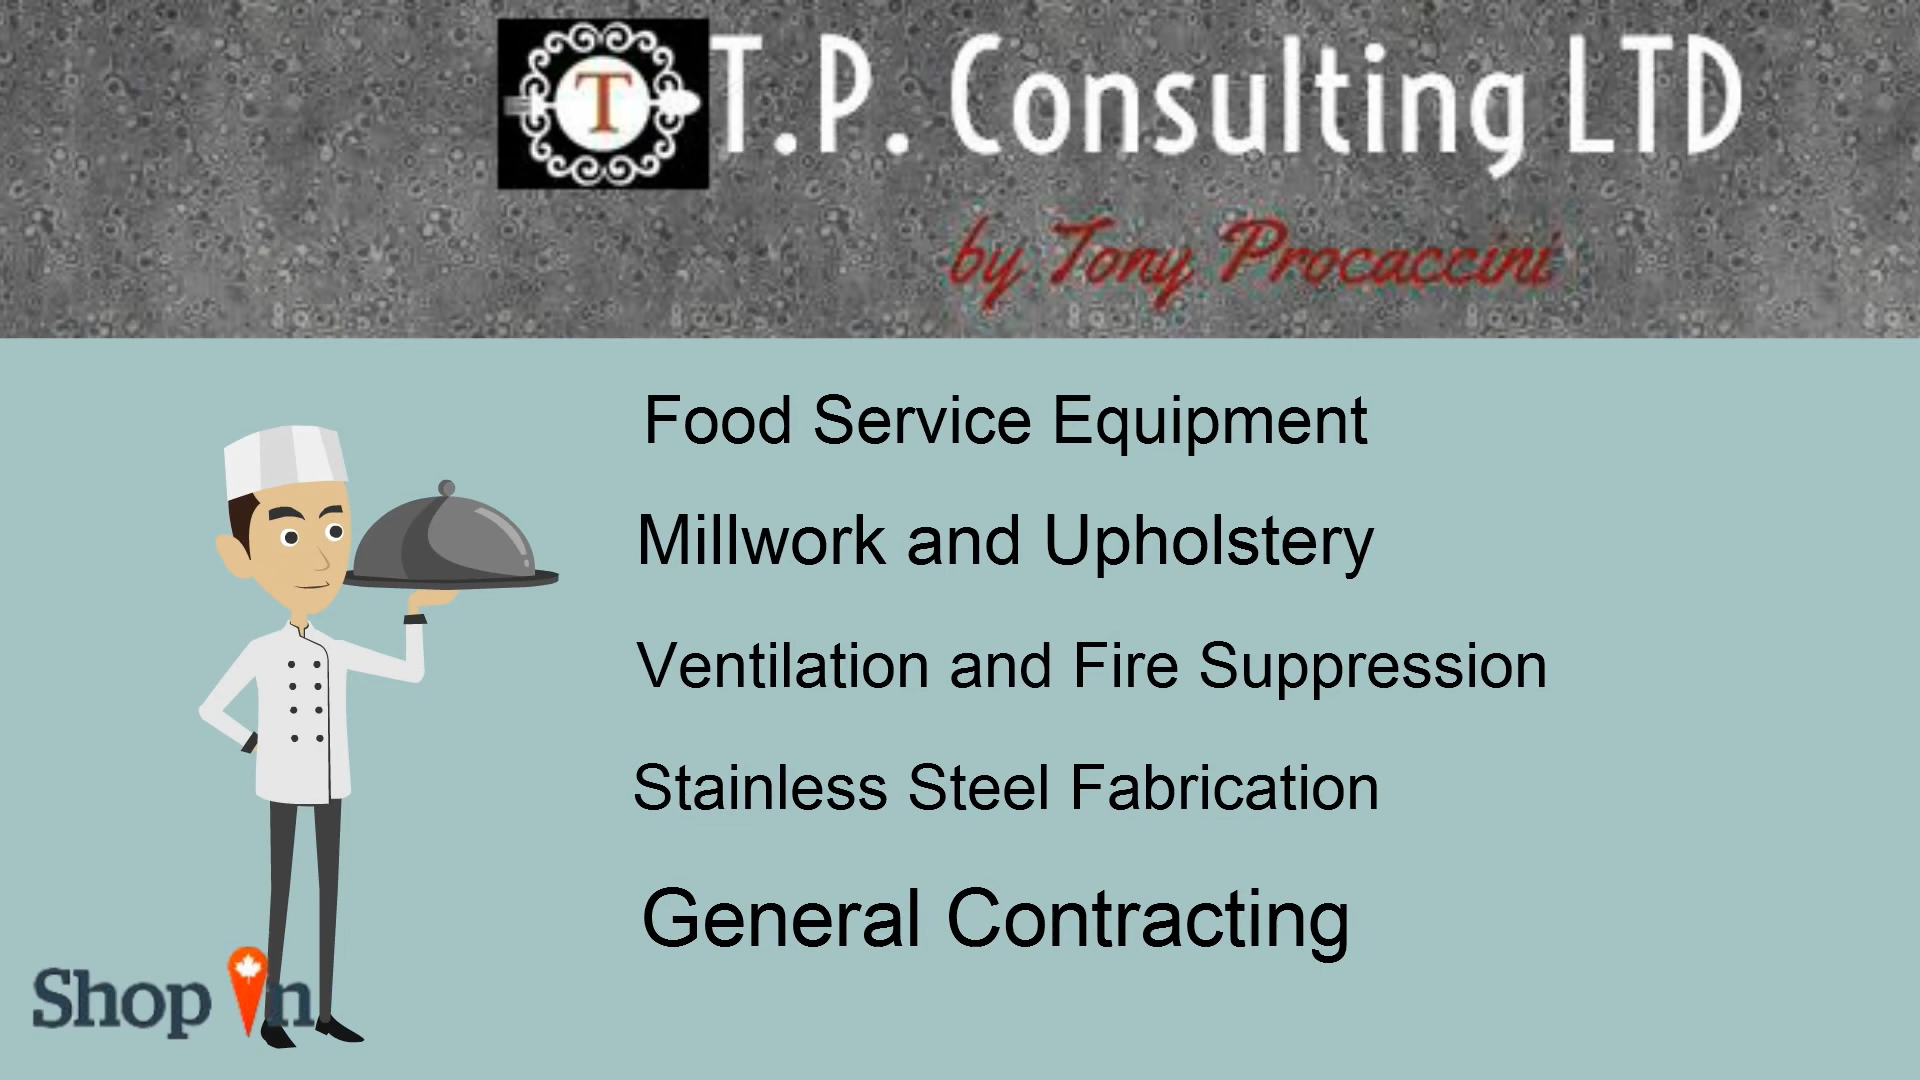 T
T.P. Consulting LTD
by Tony Procaccini
Food Service Equipment
Millwork and Upholstery
Ventilation and Fire Suppression
Stainless Steel Fabrication
General Contracting
Shop in